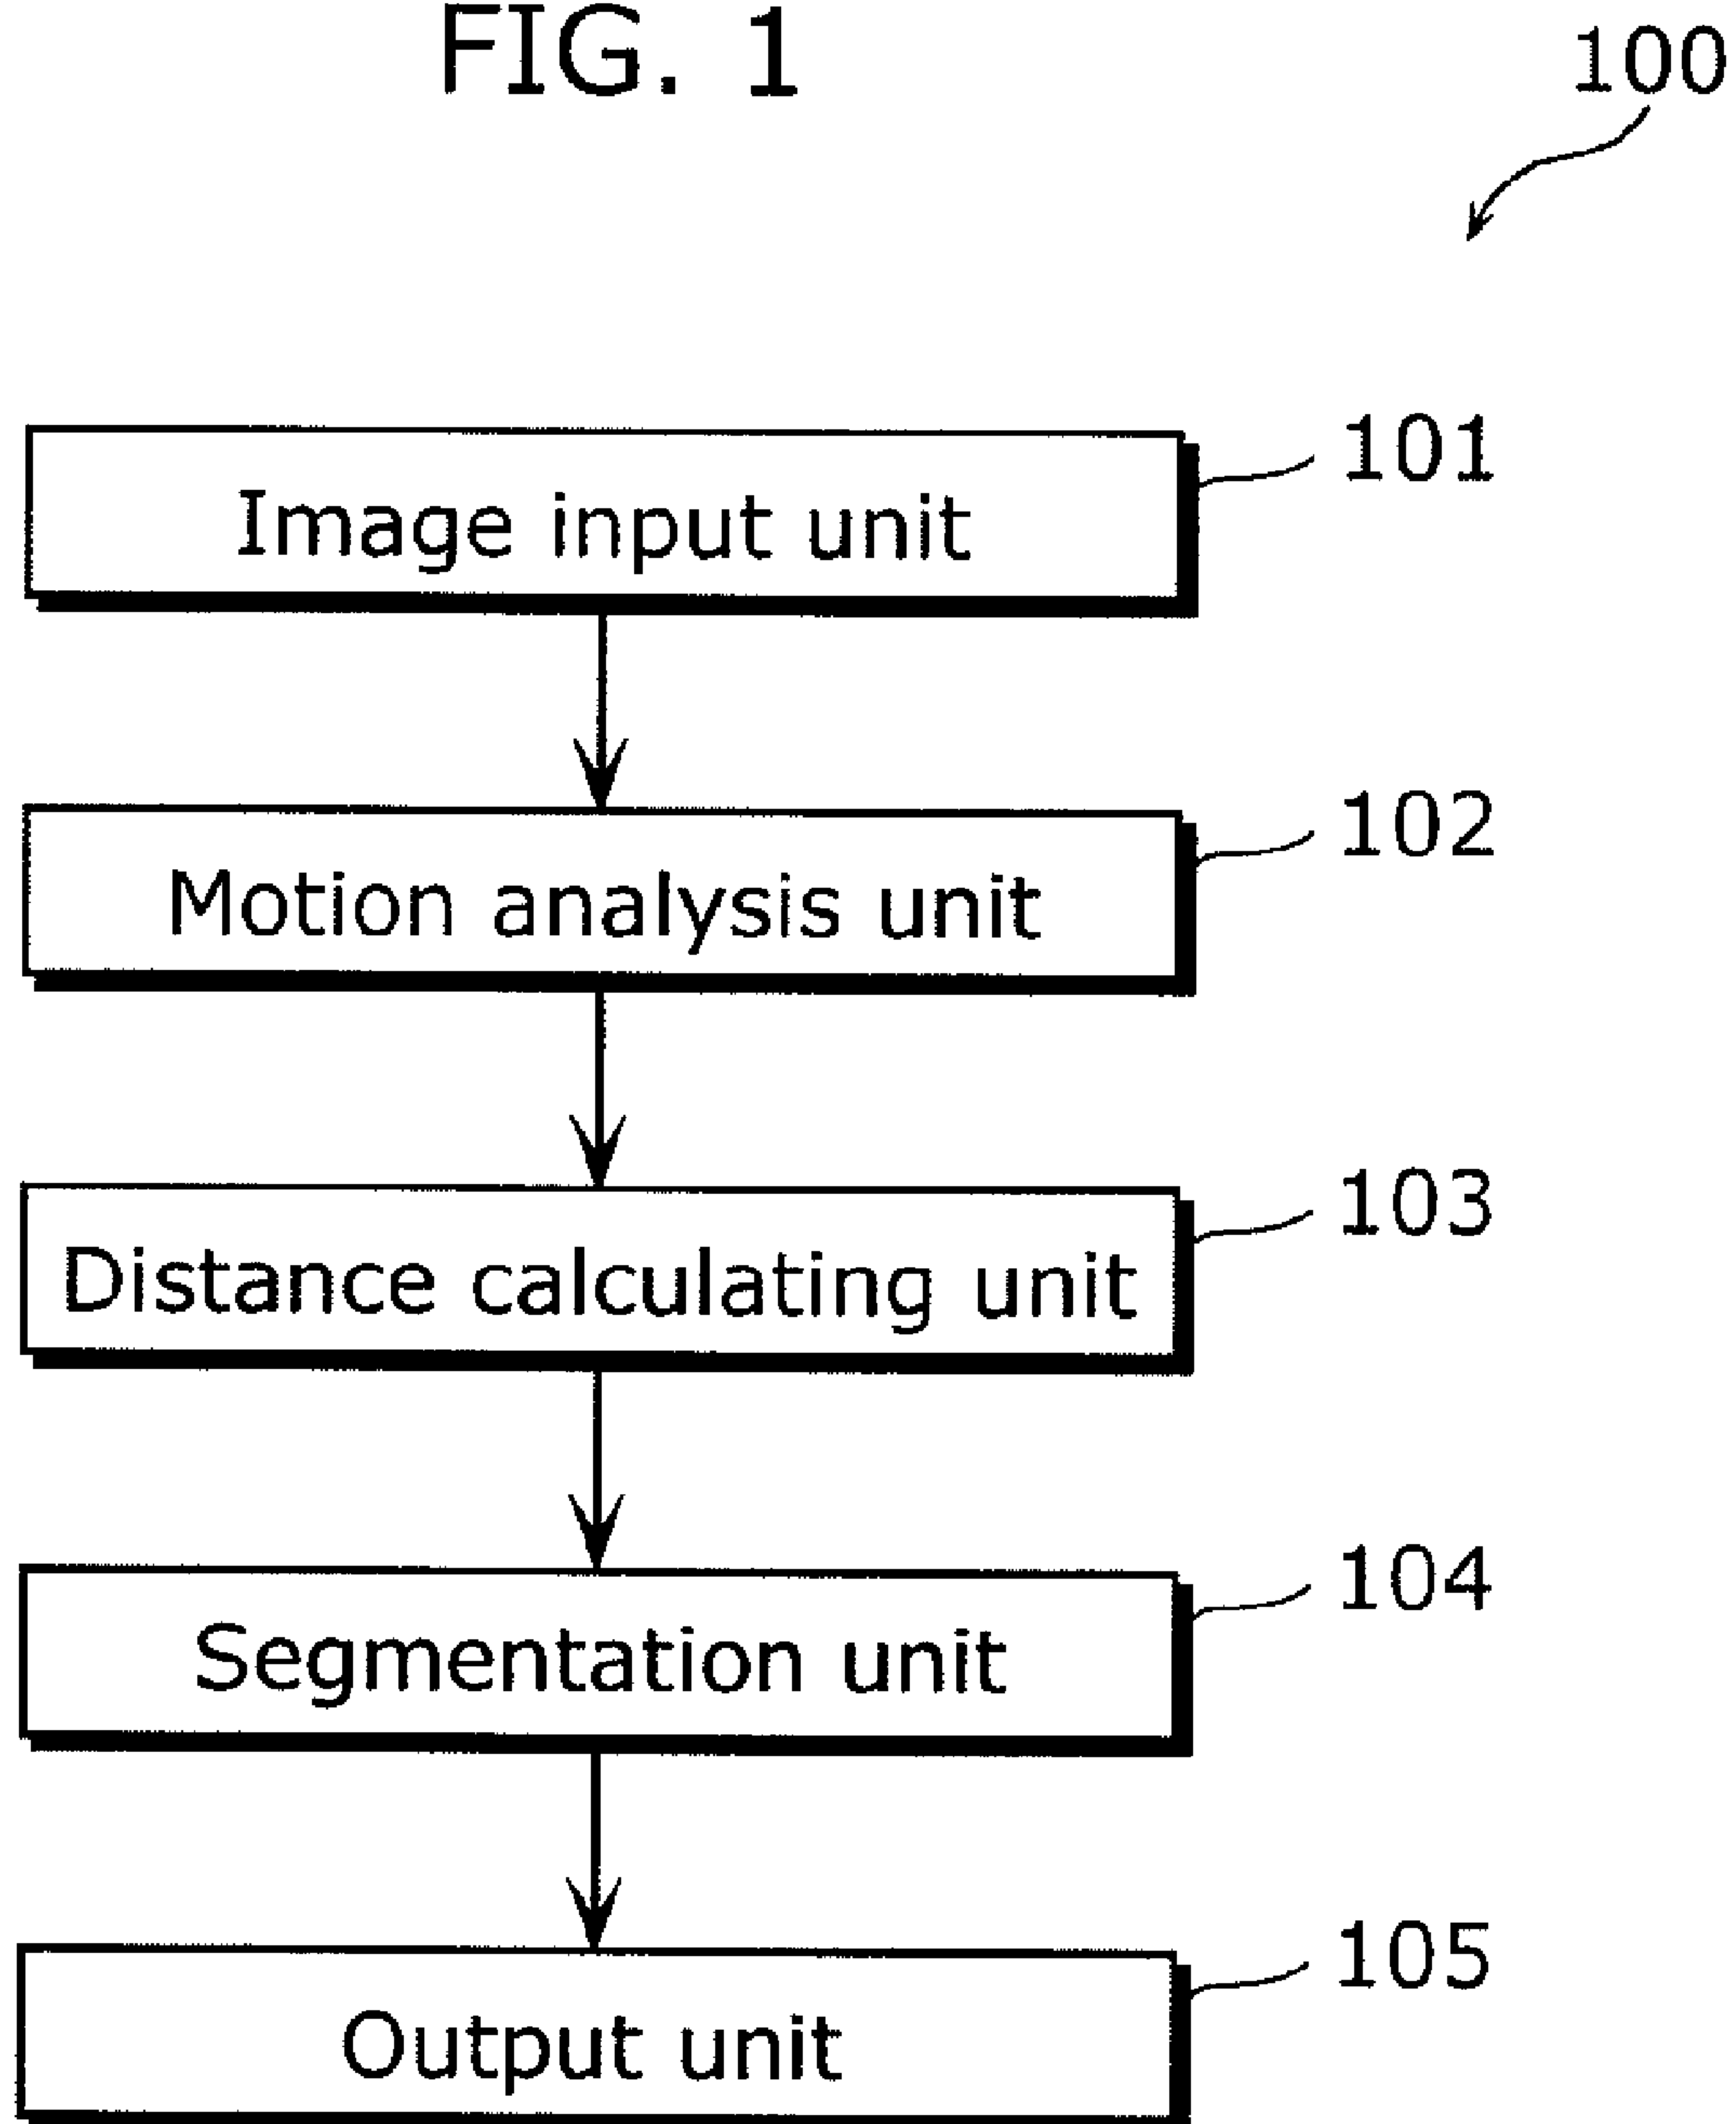 FIG. 1
100
Image input unit
101
Motion analysis unit
102
Distance calculating unit
103
Segmentation unit
104
Output unit
105